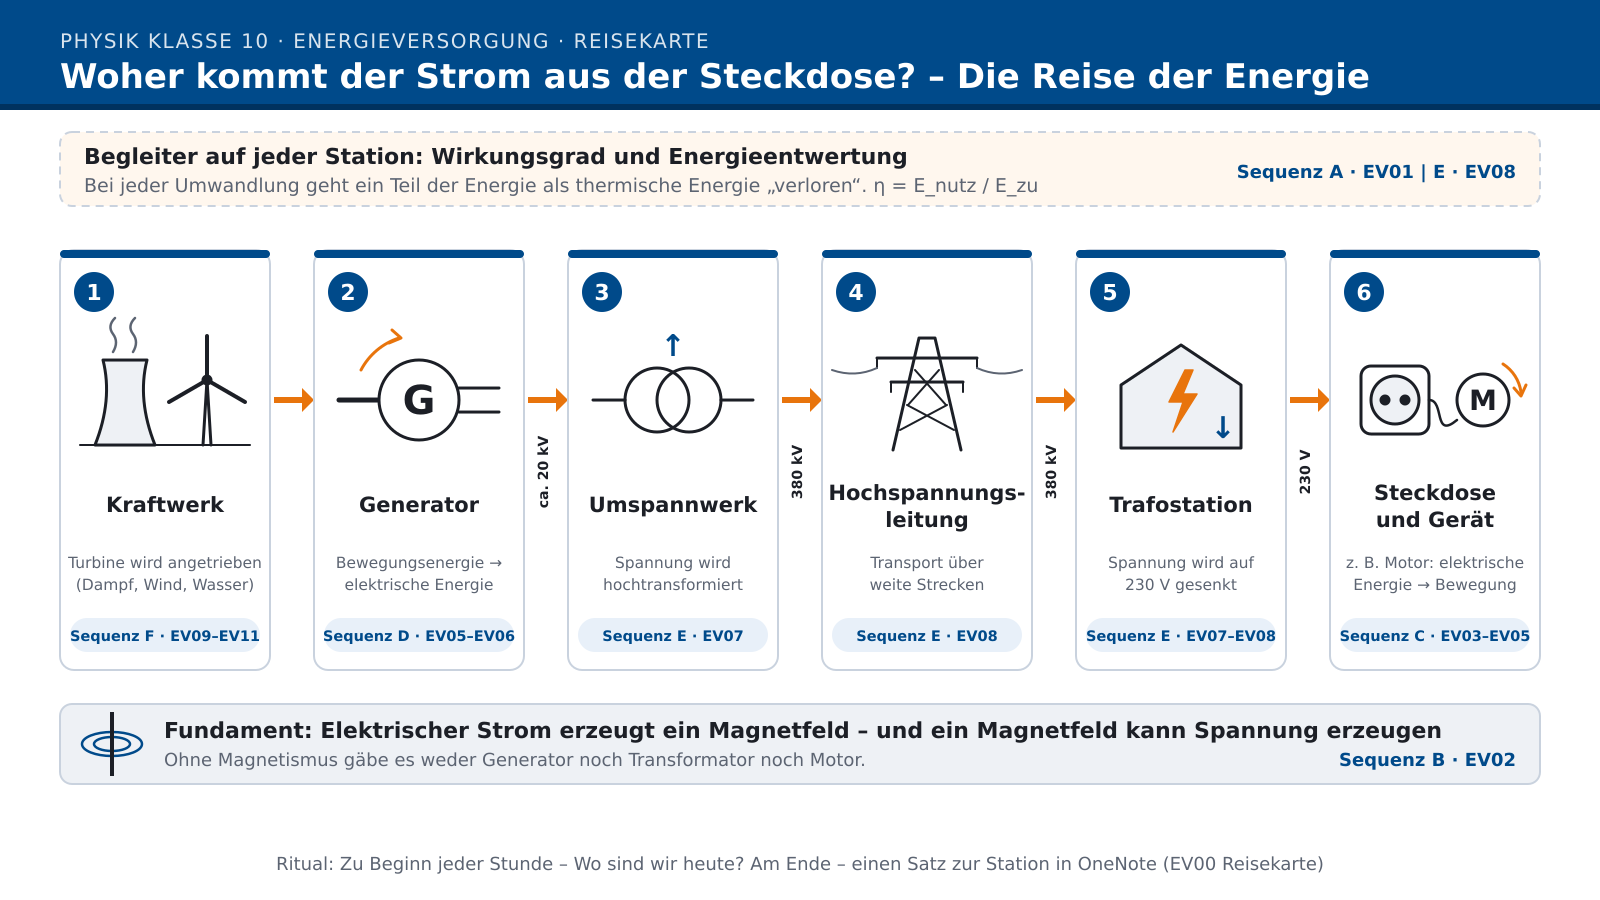 PHYSIK KLASSE 10 · ENERGIEVERSORGUNG · REISEKARTE
Woher kommt der Strom aus der Steckdose? – Die Reise der Energie
Begleiter auf jeder Station: Wirkungsgrad und Energieentwertung
Bei jeder Umwandlung geht ein Teil der Energie als thermische Energie „verloren“. η = E_nutz / E_zu
Sequenz A · EV01 | E · EV08
1
Kraftwerk
Turbine wird angetrieben
(Dampf, Wind, Wasser)
Sequenz F · EV09–EV11
2
G
Generator
Bewegungsenergie →
elektrische Energie
Sequenz D · EV05–EV06
ca. 20 kV
3
↑
Umspannwerk
Spannung wird
hochtransformiert
Sequenz E · EV07
380 kV
4
Hochspannungs-
leitung
Transport über
weite Strecken
Sequenz E · EV08
380 kV
5
↓
Trafostation
Spannung wird auf
230 V gesenkt
Sequenz E · EV07–EV08
230 V
6
M
Steckdose
und Gerät
z. B. Motor: elektrische
Energie → Bewegung
Sequenz C · EV03–EV05
Fundament: Elektrischer Strom erzeugt ein Magnetfeld – und ein Magnetfeld kann Spannung erzeugen
Ohne Magnetismus gäbe es weder Generator noch Transformator noch Motor.
Sequenz B · EV02
Ritual: Zu Beginn jeder Stunde – Wo sind wir heute? Am Ende – einen Satz zur Station in OneNote (EV00 Reisekarte)